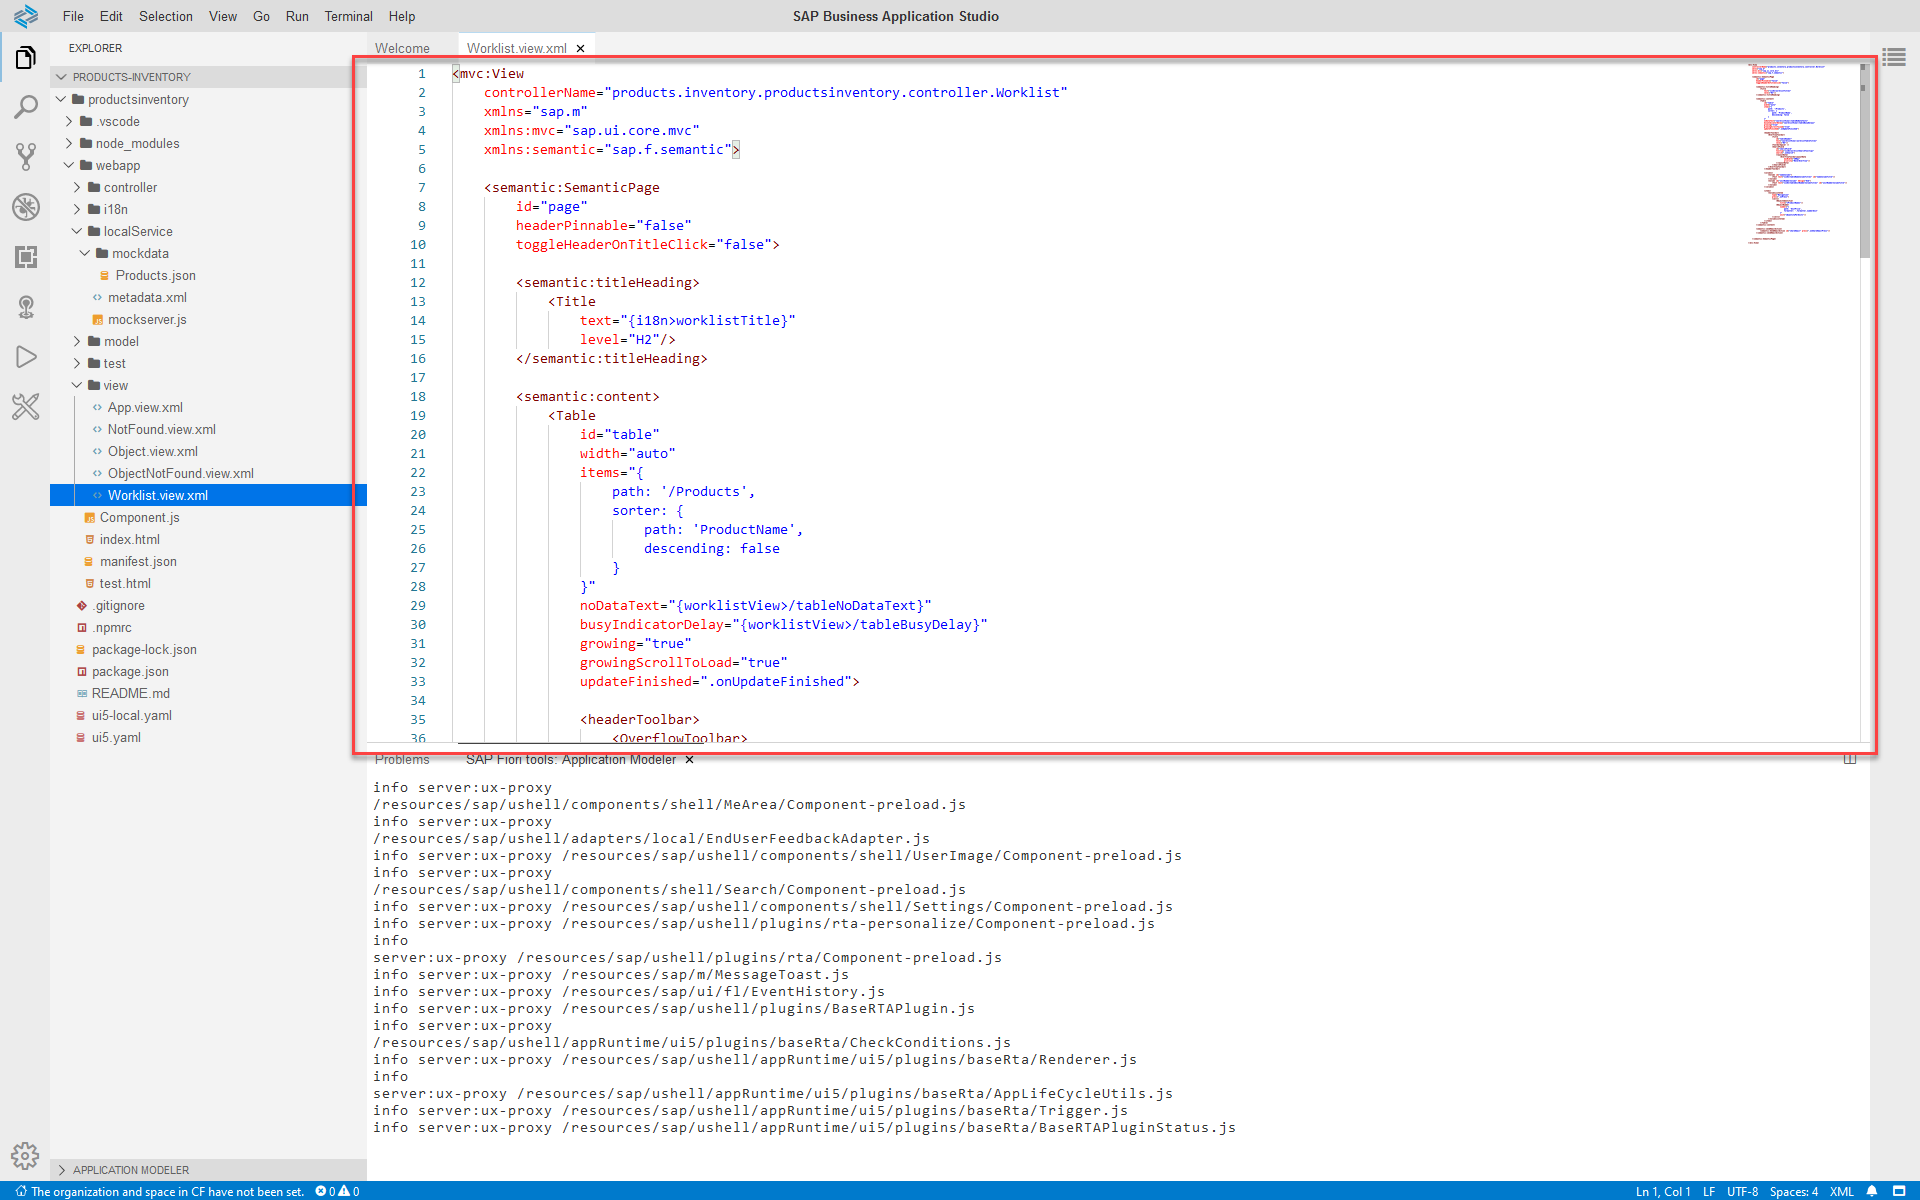 File Edit Selection View Go Run Terminal Help
SAP Business Application Studio
EXPLORER
PRODUCTS-INVENTORY
productsinventory
.vscode
node_modules
webapp
controller
i18n
localService
mockdata
Products.json
metadata.xml
mockserver.js
model
test
view
App.view.xml
NotFound.view.xml
Object.view.xml
ObjectNotFound.view.xml
Worklist.view.xml
Component.js
index.html
manifest.json
test.html
.gitignore
.npmrc
package-lock.json
package.json
README.md
ui5-local.yaml
ui5.yaml
APPLICATION MODELER
Welcome Worklist.view.xml
1 <mvc:View
2 controllerName="products.inventory.productsinventory.controller.Worklist"
3 xmlns="sap.m"
4 xmlns:mvc="sap.ui.core.mvc"
5 xmlns:semantic="sap.f.semantic">
6
7 <semantic:SemanticPage
8 id="page"
9 headerPinnable="false"
10 toggleHeaderOnTitleClick="false">
11
12 <semantic:titleHeading>
13 <Title
14 text="{i18n>worklistTitle}"
15 level="H2"/>
16 </semantic:titleHeading>
17
18 <semantic:content>
19 <Table
20 id="table"
21 width="auto"
22 items="{
23 path: '/Products',
24 sorter: {
25 path: 'ProductName',
26 descending: false
27 }
28 }"
29 noDataText="{worklistView>/tableNoDataText}"
30 busyIndicatorDelay="{worklistView>/tableBusyDelay}"
31 growing="true"
32 growingScrollToLoad="true"
33 updateFinished=".onUpdateFinished">
34
35 <headerToolbar>
36 <OverflowToolbar>
Problems SAP Fiori tools: Application Modeler
info server:ux-proxy
/resources/sap/ushell/components/shell/MeArea/Component-preload.js
info server:ux-proxy
/resources/sap/ushell/adapters/local/EndUserFeedbackAdapter.js
info server:ux-proxy /resources/sap/ushell/components/shell/UserImage/Component-preload.js
info server:ux-proxy
/resources/sap/ushell/components/shell/Search/Component-preload.js
info server:ux-proxy /resources/sap/ushell/components/shell/Settings/Component-preload.js
info server:ux-proxy /resources/sap/ushell/plugins/rta-personalize/Component-preload.js
info
server:ux-proxy /resources/sap/ushell/plugins/rta/Component-preload.js
info server:ux-proxy /resources/sap/m/MessageToast.js
info server:ux-proxy /resources/sap/ui/fl/EventHistory.js
info server:ux-proxy /resources/sap/ushell/plugins/BaseRTAPlugin.js
info server:ux-proxy
/resources/sap/ushell/appRuntime/ui5/plugins/baseRta/CheckConditions.js
info server:ux-proxy /resources/sap/ushell/appRuntime/ui5/plugins/baseRta/Renderer.js
info
server:ux-proxy /resources/sap/ushell/appRuntime/ui5/plugins/baseRta/AppLifeCycleUtils.js
info server:ux-proxy /resources/sap/ushell/appRuntime/ui5/plugins/baseRta/Trigger.js
info server:ux-proxy /resources/sap/ushell/appRuntime/ui5/plugins/baseRta/BaseRTAPluginStatus.js
The organization and space in CF have not been set. 0 0
Ln 1, Col 1 LF UTF-8 Spaces: 4 XML